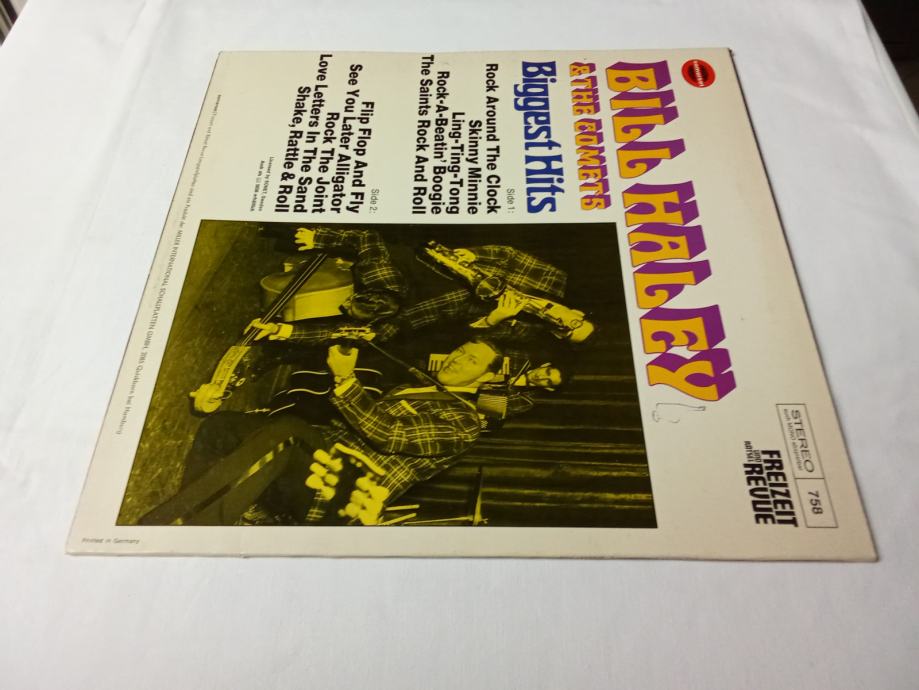 BILL HALEY
& THE COMETS
Biggest Hits
STEREO
758
FREIZEIT
UND
RÄTSEL
REVUE
Side 1:
Rock Around The Clock
Skinny Minnie
Ling-Ting-Tong
Rock-A-Beatin' Boogie
The Saints Rock And Roll
Side 2:
Flip Flop And Fly
See You Later Alligator
Rock The Joint
Love Letters In The Sand
Shake, Rattle & Roll
Printed in Germany